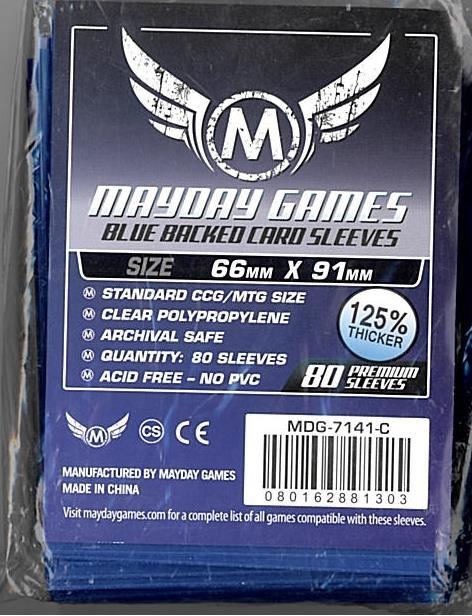 M
MAYDAY GAMES
BLUE BACKED CARD SLEEVES
SIZE 66MM X 91MM
M STANDARD CCG/MTG SIZE
M CLEAR POLYPROPYLENE
M ARCHIVAL SAFE
M QUANTITY: 80 SLEEVES
M ACID FREE – NO PVC
125%
THICKER
80 PREMIUM
SLEEVES
M CS CE
MDG-7141-C
080162881303
MANUFACTURED BY MAYDAY GAMES
MADE IN CHINA
Visit maydaygames.com for a complete list of all games compatible with these sleeves.